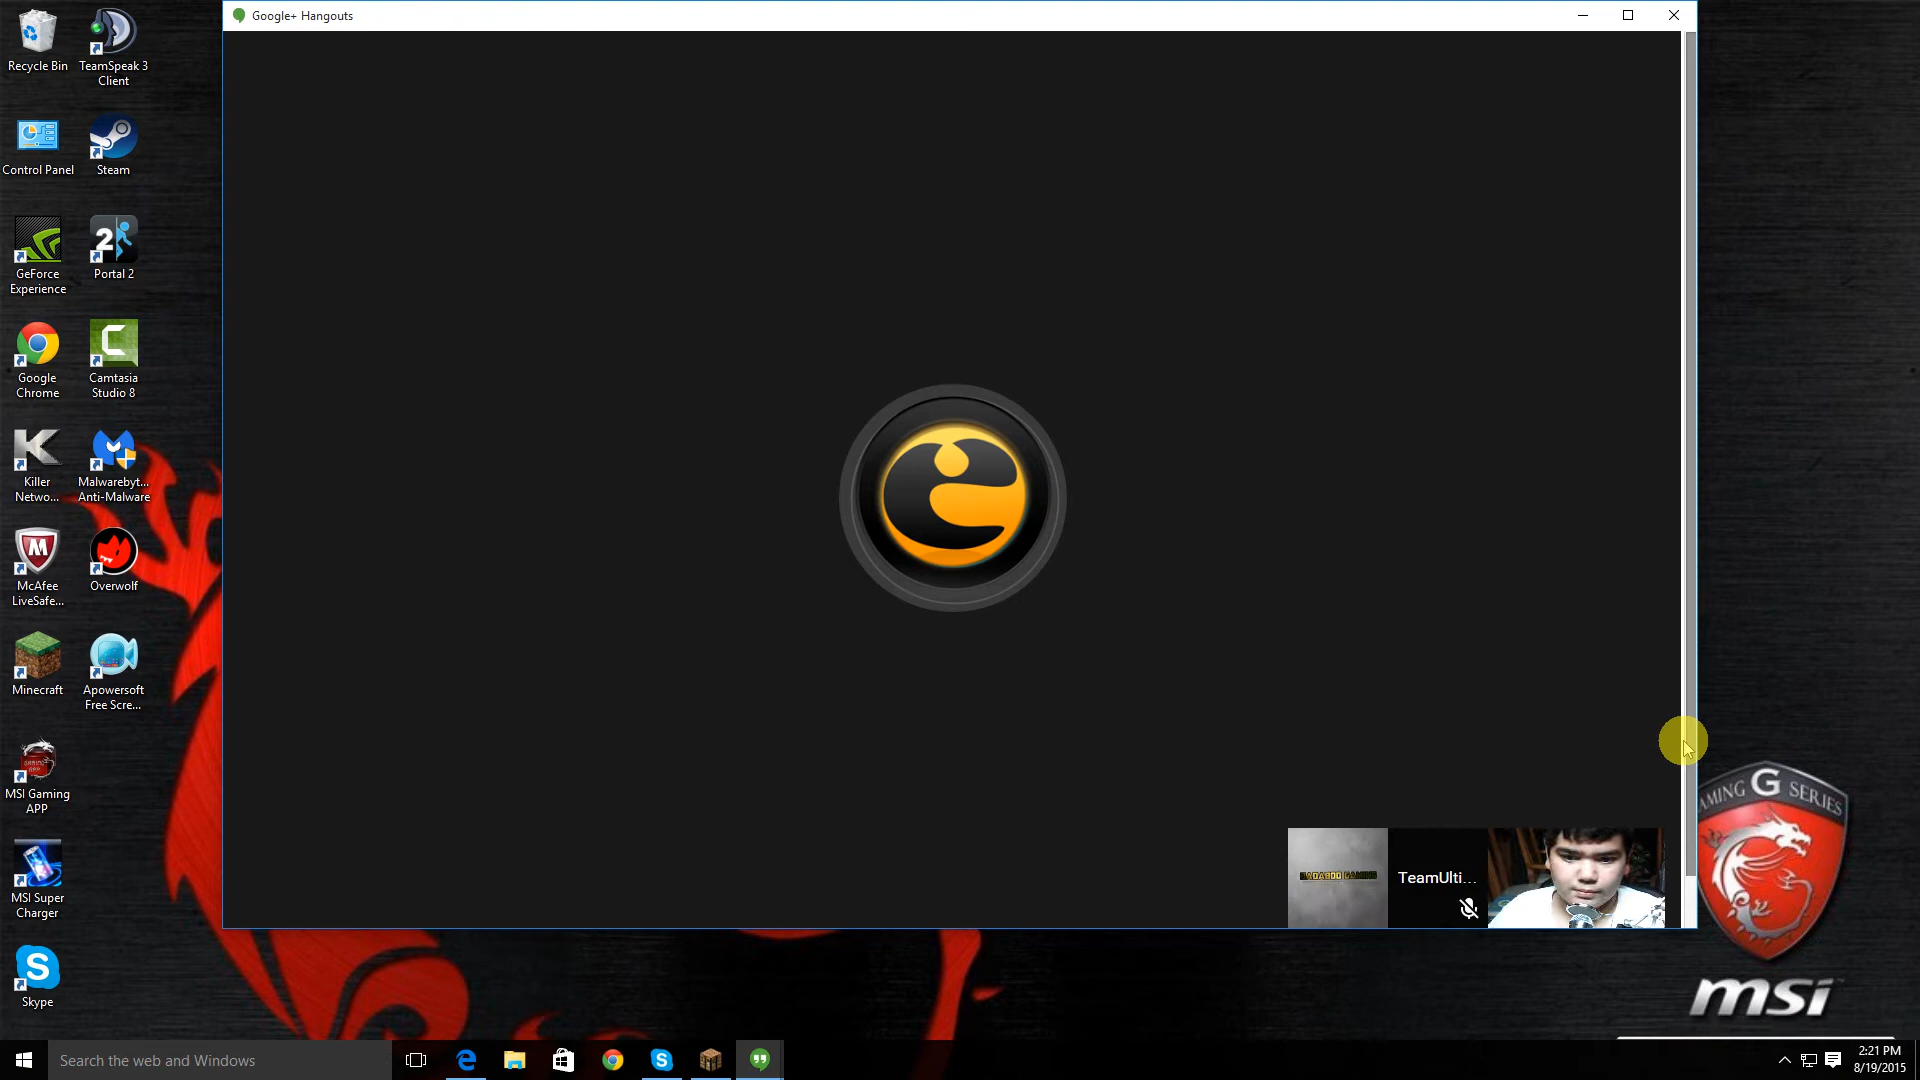 Google+ Hangouts
Recycle Bin
TeamSpeak 3
Client
Control Panel
Steam
GeForce
Experience
2
Portal 2
Google
Chrome
Camtasia
Studio 8
Killer
Netwo...
Malwarebyt...
Anti-Malware
McAfee
LiveSafe...
Overwolf
Minecraft
Apowersoft
Free Scre...
MSI Gaming
APP
MSI Super
Charger
Skype
TeamUlti...
GAMING G SERIES
msi
Search the web and Windows
2:21 PM
8/19/2015